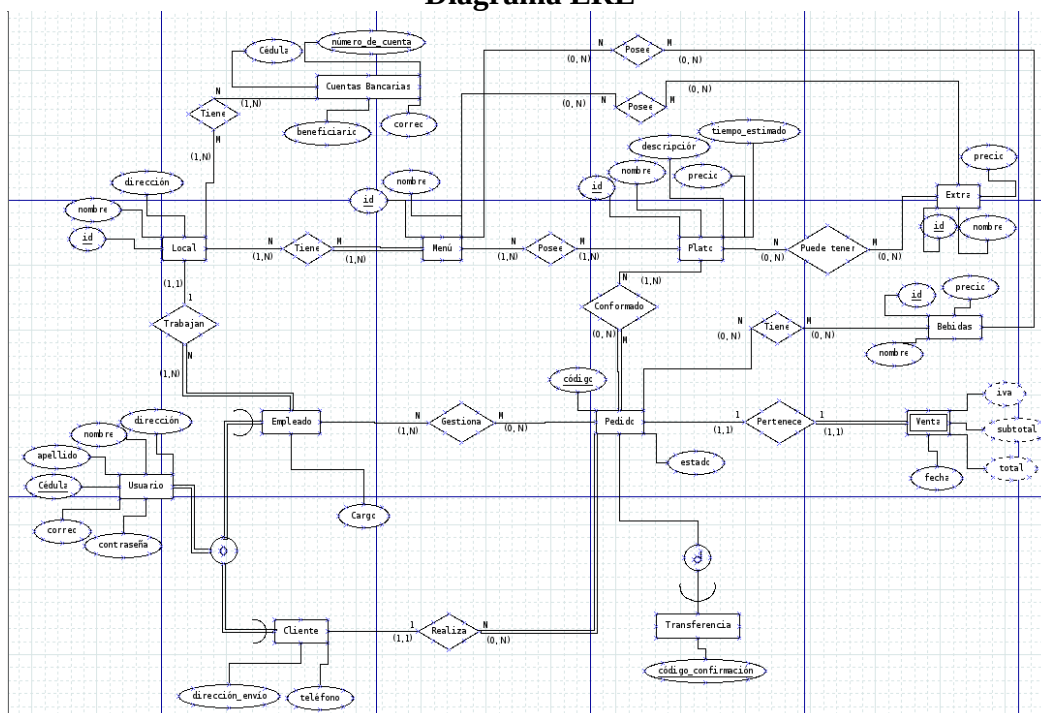 Diagrama ERE
número_de_cuenta
Cédula
N
Posee
M
(0,N)
(0,N)
Cuentas Bancarias
N
(1,N)
Tiene
M
(0,N)
N
Posee
M
(0,N)
beneficiario
correo
tiempo_estimado
descripción
(1,N)
dirección
nombre
nombre
precio
precio
id
id
nombre
Extra
id
Local
N
Tiene
M
(1,N)
(1,N)
Menú
N
Posee
M
(1,N)
(1,N)
Plato
N
Puede tener
M
(0,N)
(0,N)
id
nombre
(1,1)
1
N
(1,N)
Conformado
(0,N)
M
id
precio
Trabajan
N
Tiene
M
(0,N)
(0,N)
Bebidas
N
(1,N)
nombre
código
iva
dirección
Empleado
N
Gestiona
M
(1,N)
(0,N)
Pedido
1
Pertenece
1
(1,1)
(1,1)
Venta
subtotal
nombre
apellido
estado
total
Usuario
Cédula
fecha
Cargo
correo
contraseña
o
d
Cliente
1
Realiza
N
(1,1)
(0,N)
Transferencia
código_confirmación
dirección_envío
teléfono